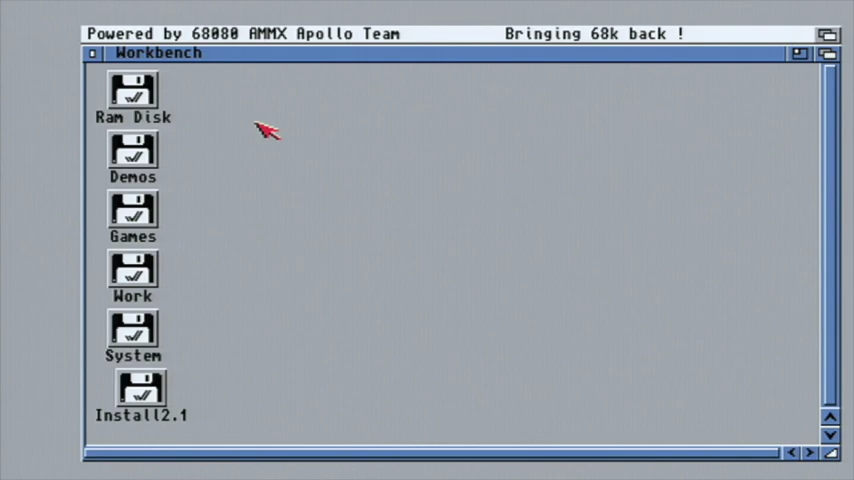 Powered by 68080 AMMX Apollo Team Bringing 68k back !
Workbench
Ram Disk
Demos
Games
Work
System
Install2.1